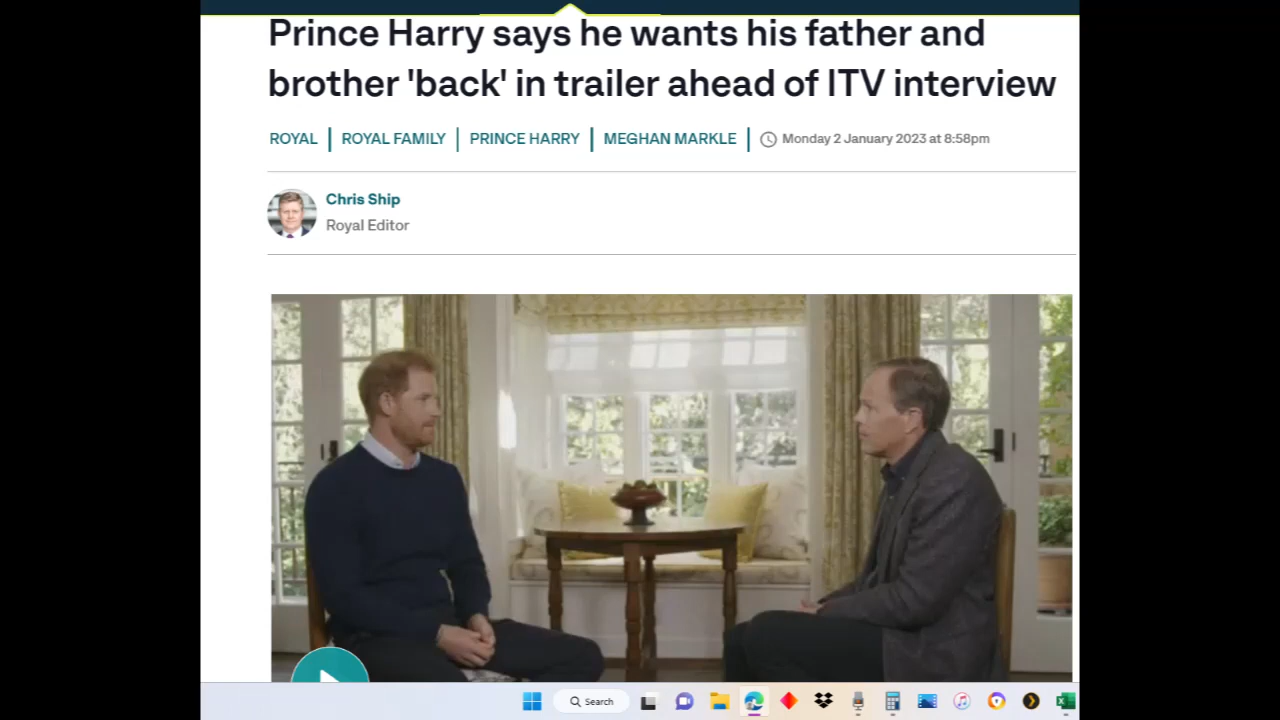 Prince Harry says he wants his father and
brother 'back' in trailer ahead of ITV interview
ROYAL | ROYAL FAMILY | PRINCE HARRY | MEGHAN MARKLE | Monday 2 January 2023 at 8:58pm
Chris Ship
Royal Editor
Search